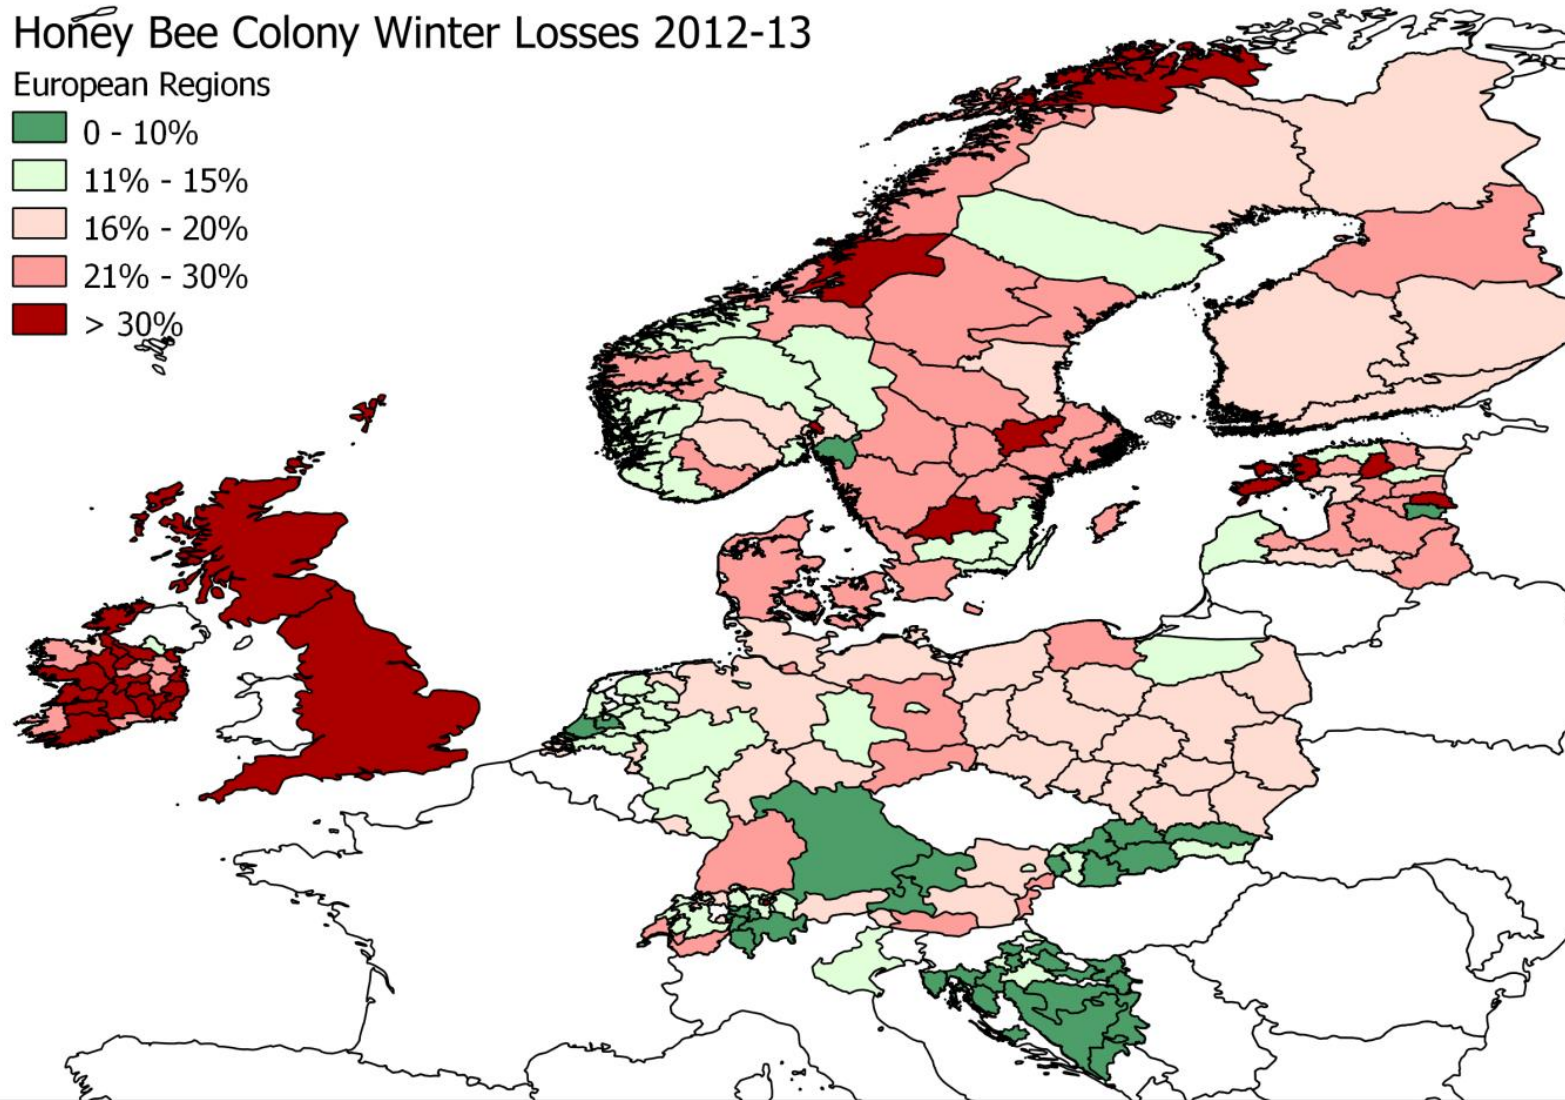 Honey Bee Colony Winter Losses 2012-13
European Regions
0 - 10%
11% - 15%
16% - 20%
21% - 30%
> 30%